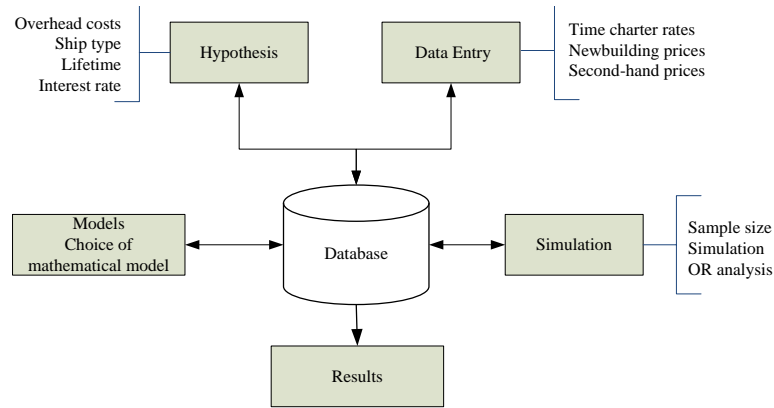 Overhead costs
Ship type
Lifetime
Interest rate
Hypothesis
Data Entry
Time charter rates
Newbuilding prices
Second-hand prices
Models
Choice of
mathematical model
Database
Simulation
Sample size
Simulation
OR analysis
Results